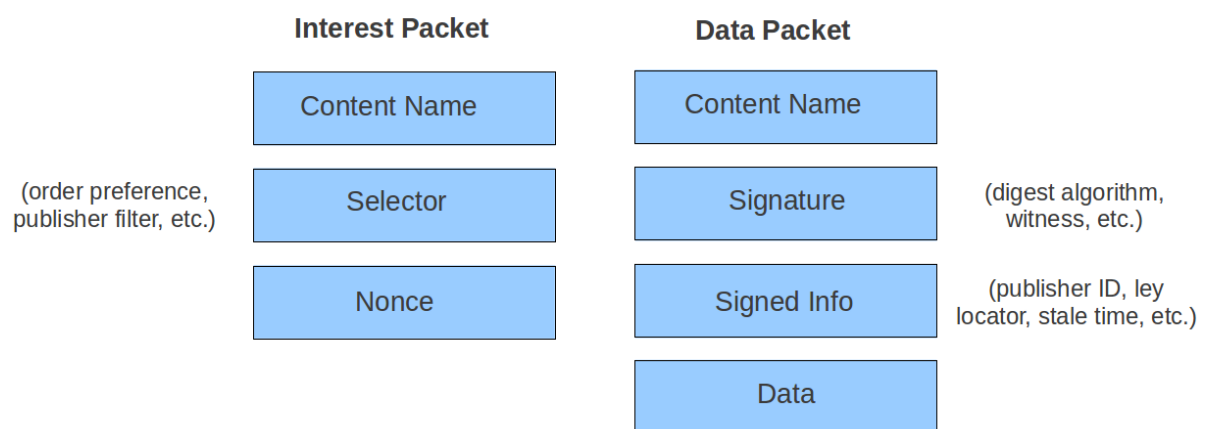 Interest Packet
Content Name
(order preference,
publisher filter, etc.)
Selector
Nonce
Data Packet
Content Name
Signature
(digest algorithm,
witness, etc.)
Signed Info
(publisher ID, ley
locator, stale time, etc.)
Data